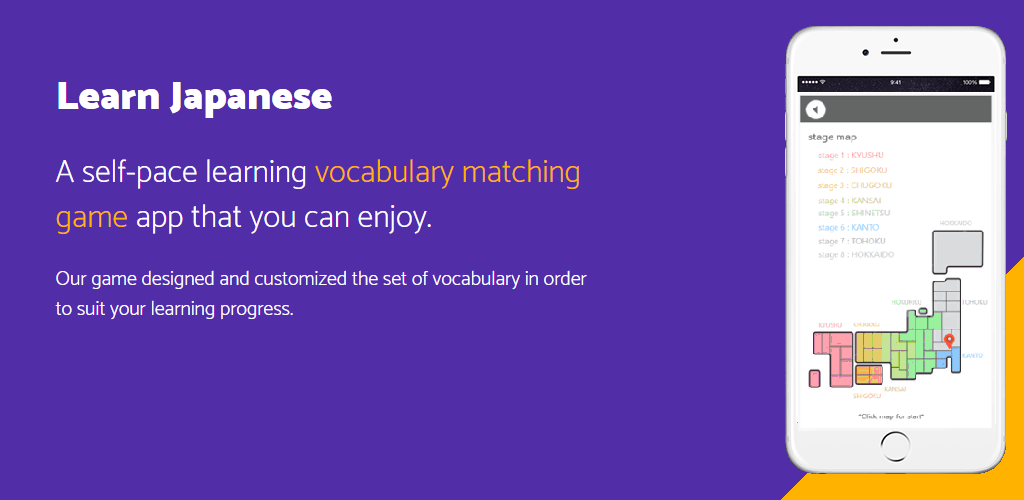 Learn Japanese
A self-pace learning vocabulary matching
game app that you can enjoy.
Our game designed and customized the set of vocabulary in order
to suit your learning progress.
9:41
100%
stage map
stage 1 : KYUSHU
stage 2 : SHIGOKU
stage 3 : CHUGOKU
stage 4 : KANSAI
stage 5 : SHINETSU
stage 6 : KANTO
stage 7 : TOHOKU
stage 8 : HOKKAIDO
HOKKAIDO
TOHOKU
KYUSHU
KANTO
KANSAI
SHIGOKU
"Click map for start"